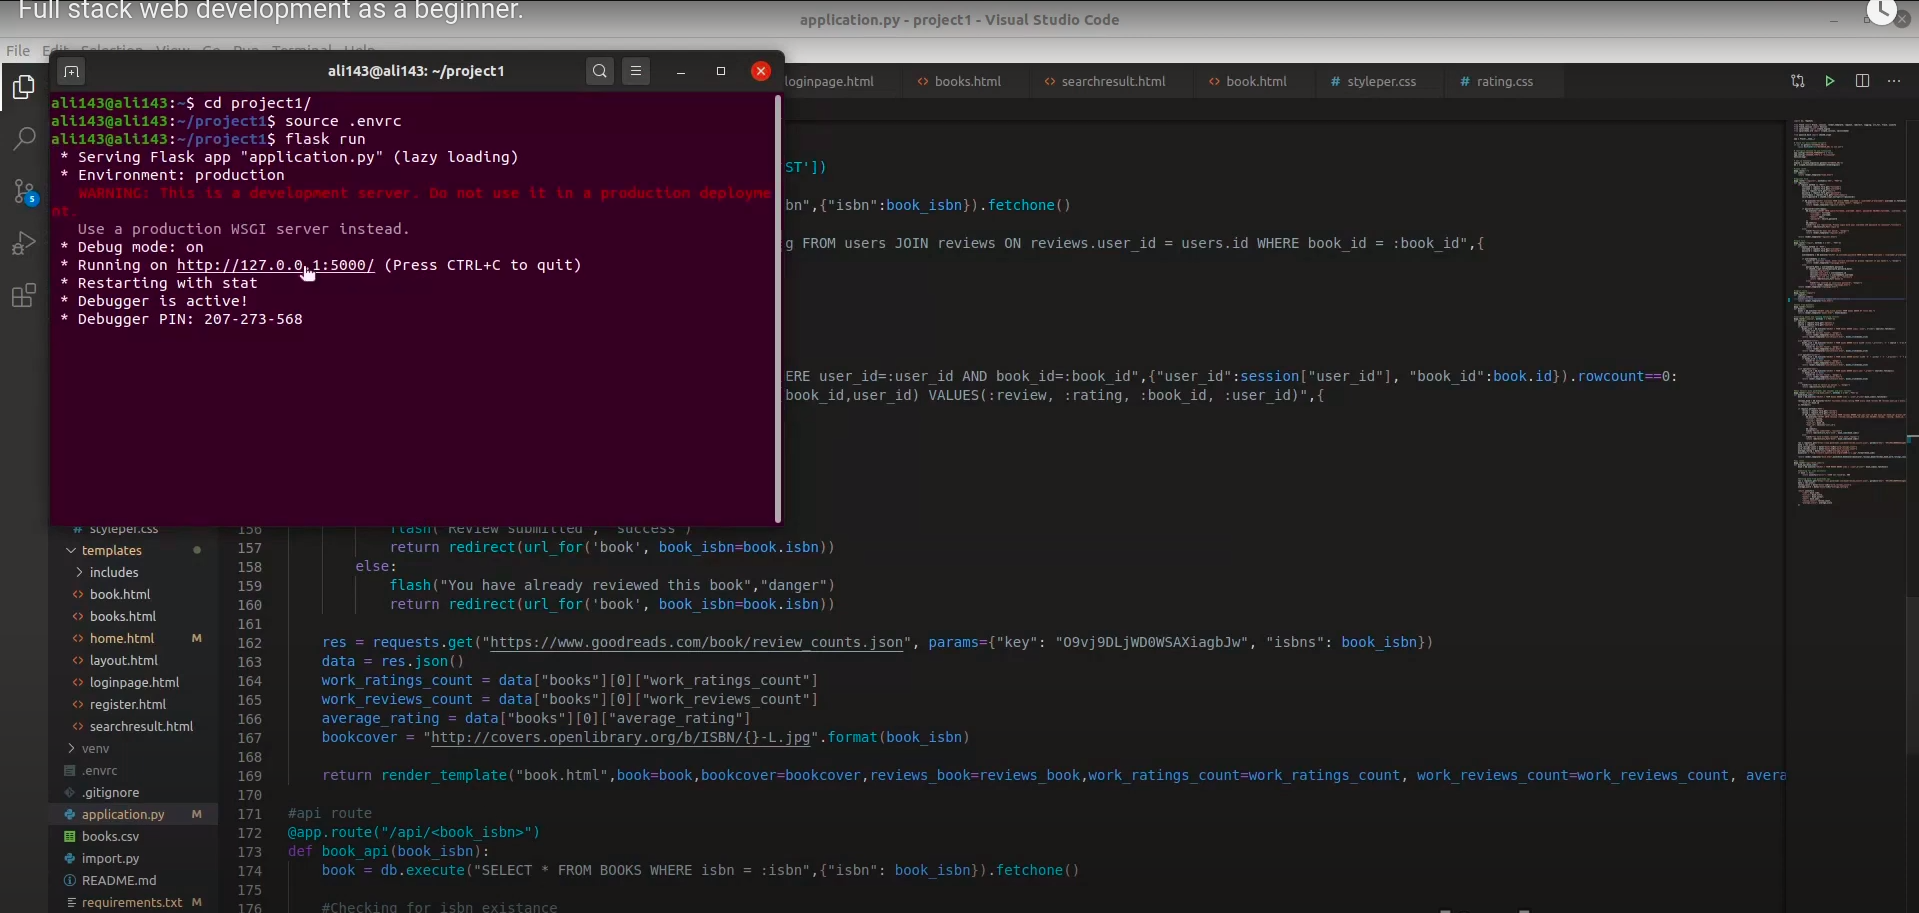 Full stack web development as a beginner.
application.py - project1 - Visual Studio Code
File Edit Selection View Go Run Terminal Help
ali143@ali143: ~/project1
loginpage.html books.html searchresult.html book.html # styleper.css # rating.css
ali143@ali143:~$ cd project1/
ali143@ali143:~/project1$ source .envrc
ali143@ali143:~/project1$ flask run
* Serving Flask app "application.py" (lazy loading)
* Environment: production
WARNING: This is a development server. Do not use it in a production deployme
nt.
Use a production WSGI server instead.
* Debug mode: on
* Running on http://127.0.0.1:5000/ (Press CTRL+C to quit)
* Restarting with stat
* Debugger is active!
* Debugger PIN: 207-273-568
5
ST'])
bn",{"isbn":book_isbn}).fetchone()
g FROM users JOIN reviews ON reviews.user_id = users.id WHERE book_id = :book_id",{
ERE user_id=:user_id AND book_id=:book_id",{"user_id":session["user_id"], "book_id":book.id}).rowcount==0:
book_id,user_id) VALUES(:review, :rating, :book_id, :user_id)",{
# styleper.css
templates
includes
book.html
books.html
home.html M
layout.html
loginpage.html
register.html
searchresult.html
venv
.envrc
.gitignore
application.py M
books.csv
import.py
README.md
requirements.txt M
156 flash("Review submitted", "success")
157 return redirect(url_for('book', book_isbn=book.isbn))
158 else:
159 flash("You have already reviewed this book","danger")
160 return redirect(url_for('book', book_isbn=book.isbn))
161
162 res = requests.get("https://www.goodreads.com/book/review_counts.json", params={"key": "O9vj9DLjWD0WSAXiagbJw", "isbns": book_isbn})
163 data = res.json()
164 work_ratings_count = data["books"][0]["work_ratings_count"]
165 work_reviews_count = data["books"][0]["work_reviews_count"]
166 average_rating = data["books"][0]["average_rating"]
167 bookcover = "http://covers.openlibrary.org/b/ISBN/{}-L.jpg".format(book_isbn)
168
169 return render_template("book.html",book=book,bookcover=bookcover,reviews_book=reviews_book,work_ratings_count=work_ratings_count, work_reviews_count=work_reviews_count, avera
170
171 #api route
172 @app.route("/api/<book_isbn>")
173 def book_api(book_isbn):
174 book = db.execute("SELECT * FROM BOOKS WHERE isbn = :isbn",{"isbn": book_isbn}).fetchone()
175
176 #Checking for isbn existance